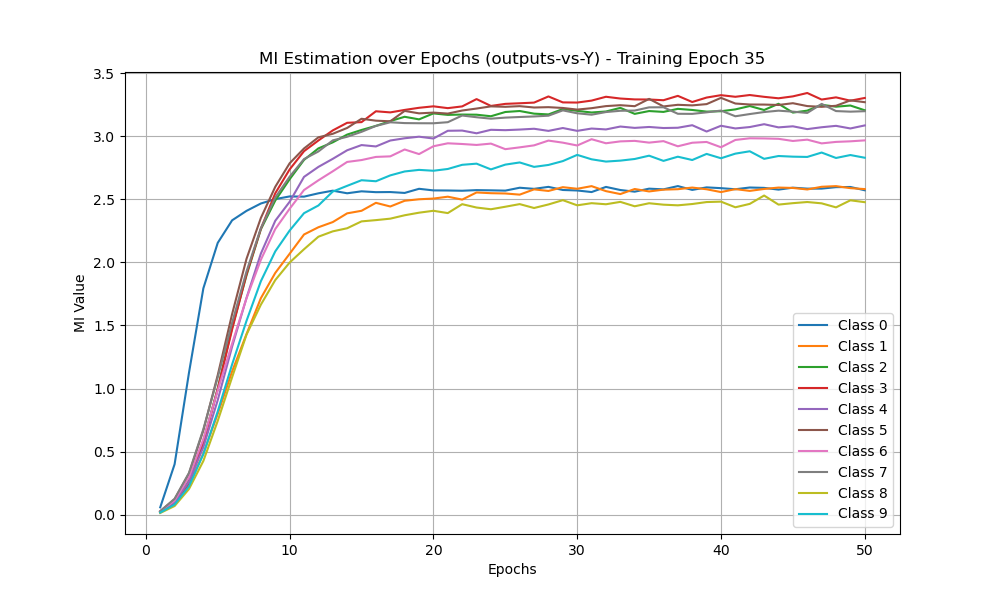 MI Estimation over Epochs (outputs-vs-Y) - Training Epoch 35
3.5
3.0
2.5
2.0
1.5
1.0
0.5
0.0
MI Value
Class 0
Class 1
Class 2
Class 3
Class 4
Class 5
Class 6
Class 7
Class 8
Class 9
0 10 20 30 40 50
Epochs